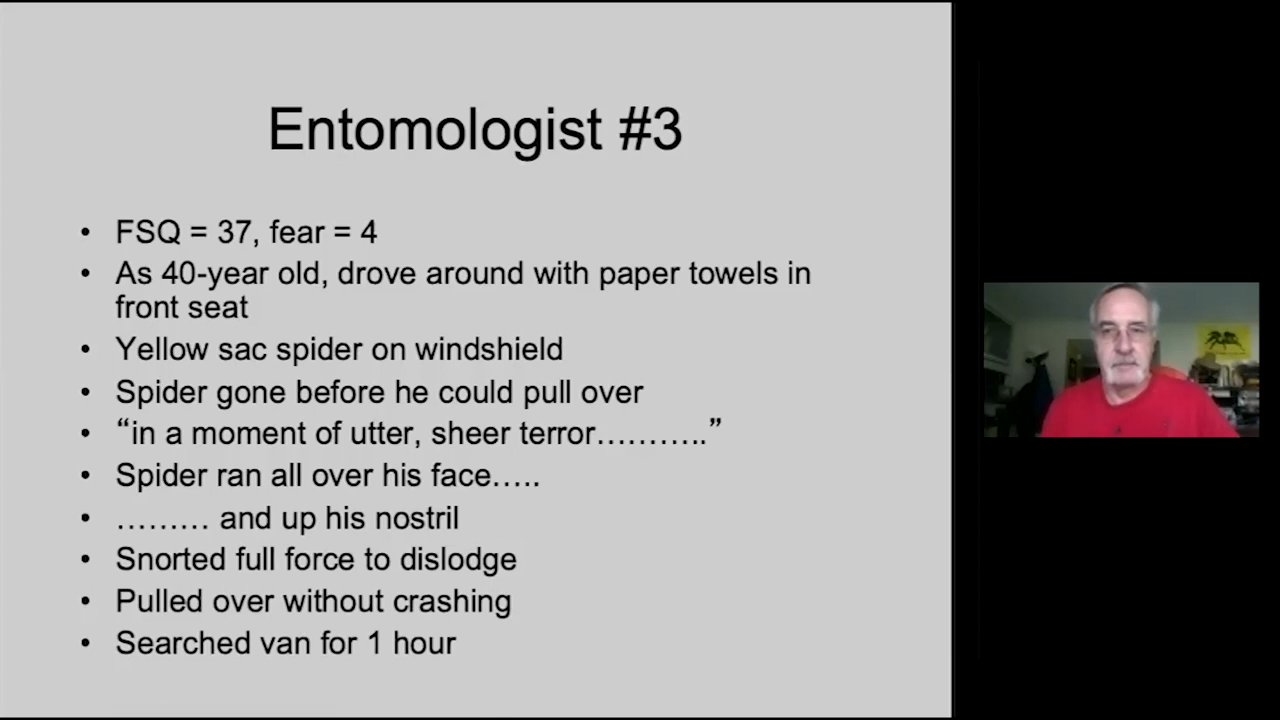 Entomologist #3
• FSQ = 37, fear = 4
• As 40-year old, drove around with paper towels in
front seat
• Yellow sac spider on windshield
• Spider gone before he could pull over
• “in a moment of utter, sheer terror………..”
• Spider ran all over his face…..
• ……… and up his nostril
• Snorted full force to dislodge
• Pulled over without crashing
• Searched van for 1 hour